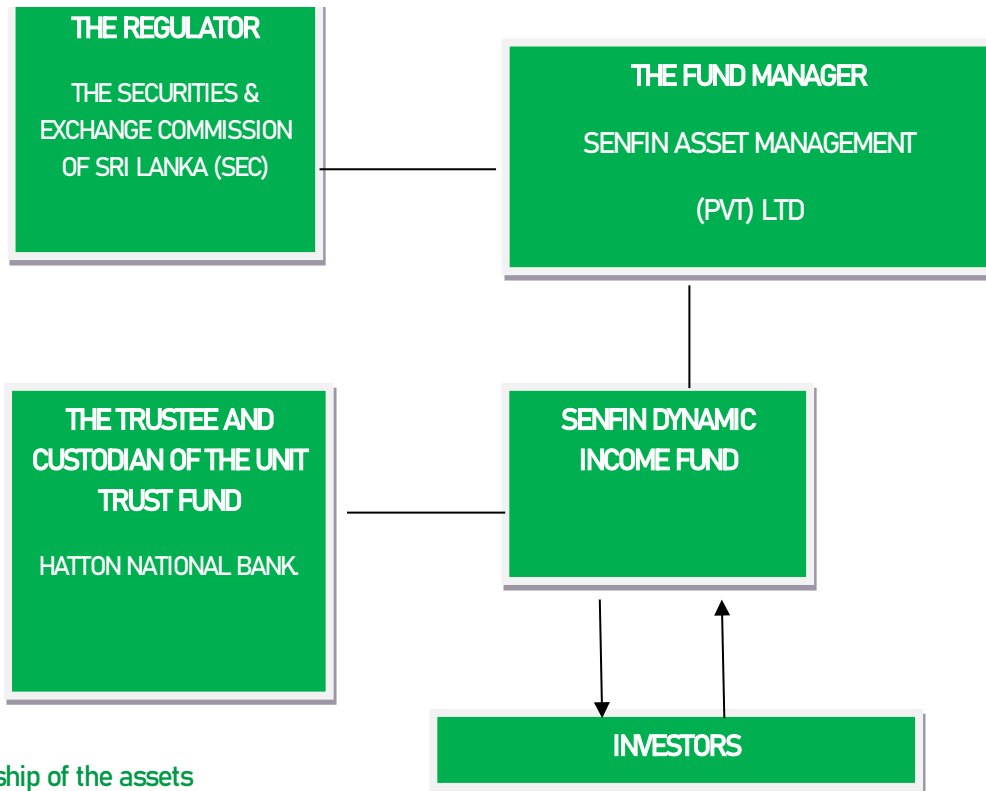 THE REGULATOR
THE SECURITIES &
EXCHANGE COMMISSION
OF SRI LANKA (SEC)
THE FUND MANAGER
SENFIN ASSET MANAGEMENT
(PVT) LTD
THE TRUSTEE AND
CUSTODIAN OF THE UNIT
TRUST FUND
HATTON NATIONAL BANK.
SENFIN DYNAMIC
INCOME FUND
INVESTORS
ship of the assets